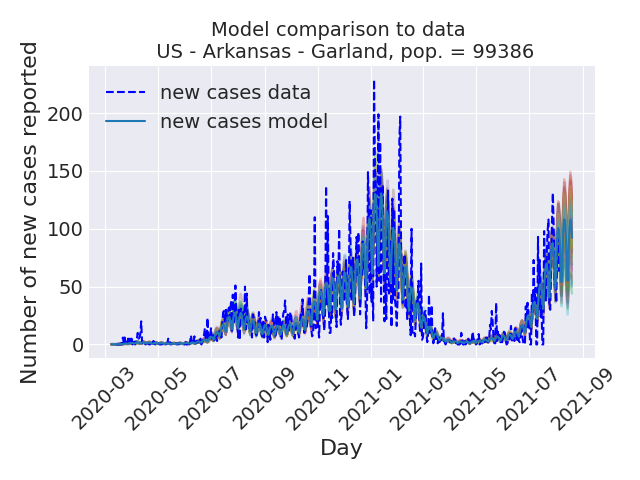 Model comparison to data
US - Arkansas - Garland, pop. = 99386
Number of new cases reported
new cases data
new cases model
200
150
100
50
0
2020-03
2020-05
2020-07
2020-09
2020-11
2021-01
2021-03
2021-05
2021-07
2021-09
Day